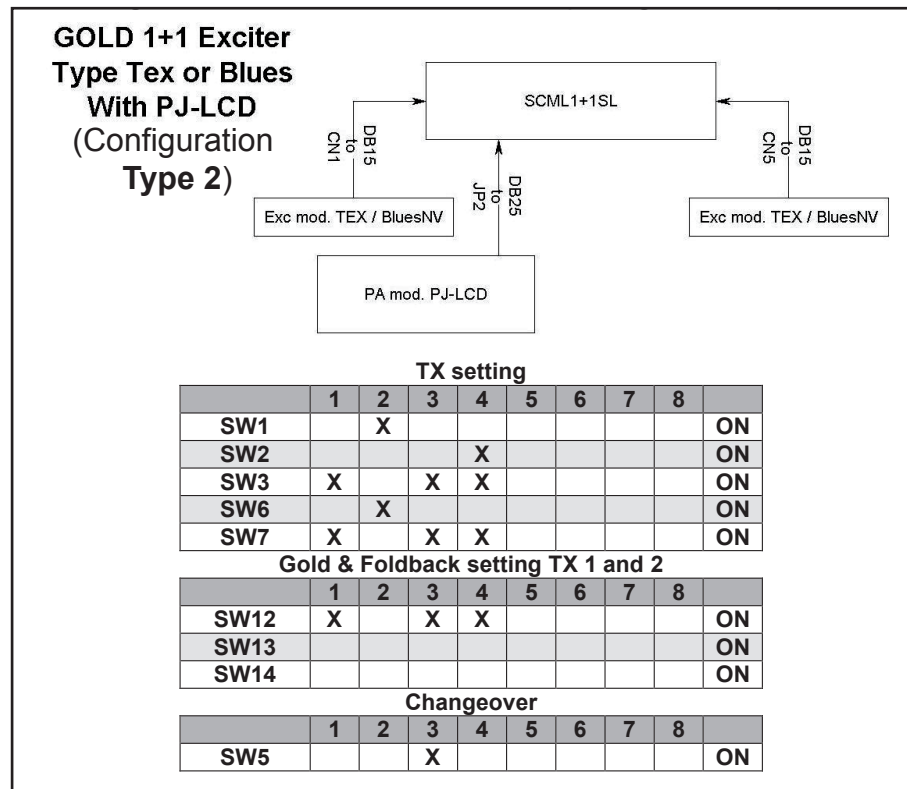 GOLD 1+1 Exciter
Type Tex or Blues
With PJ-LCD
(Configuration
Type 2)
SCML1+1SL
DB15
to
CN1
DB25
to
JP2
DB15
to
CN5
Exc mod. TEX / BluesNV
Exc mod. TEX / BluesNV
PA mod. PJ-LCD
TX setting
1 2 3 4 5 6 7 8
SW1 X ON
SW2 X ON
SW3 X X X ON
SW6 X ON
SW7 X X X ON
Gold & Foldback setting TX 1 and 2
1 2 3 4 5 6 7 8
SW12 X X X ON
SW13 ON
SW14 ON
Changeover
1 2 3 4 5 6 7 8
SW5 X ON